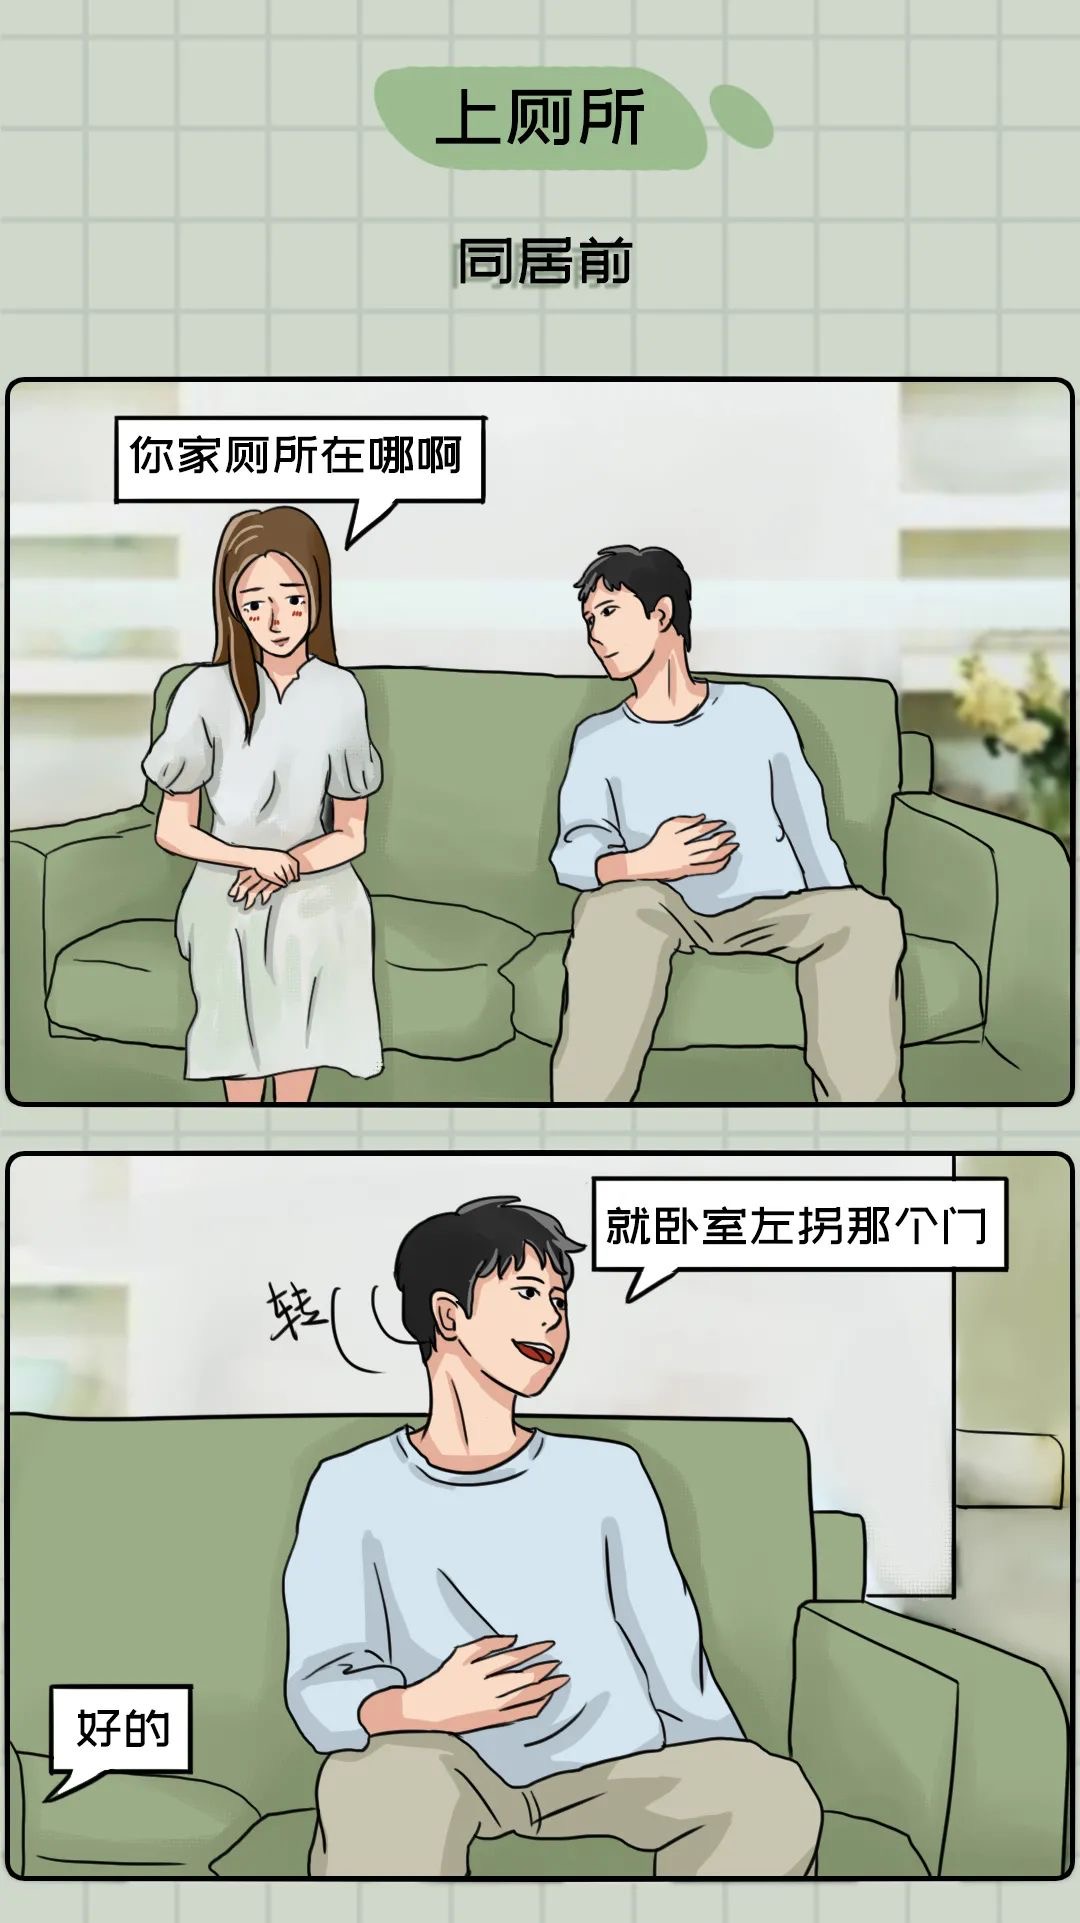 上厕所
同居前
你家厕所在哪啊
就卧室左拐那个门
转
好的